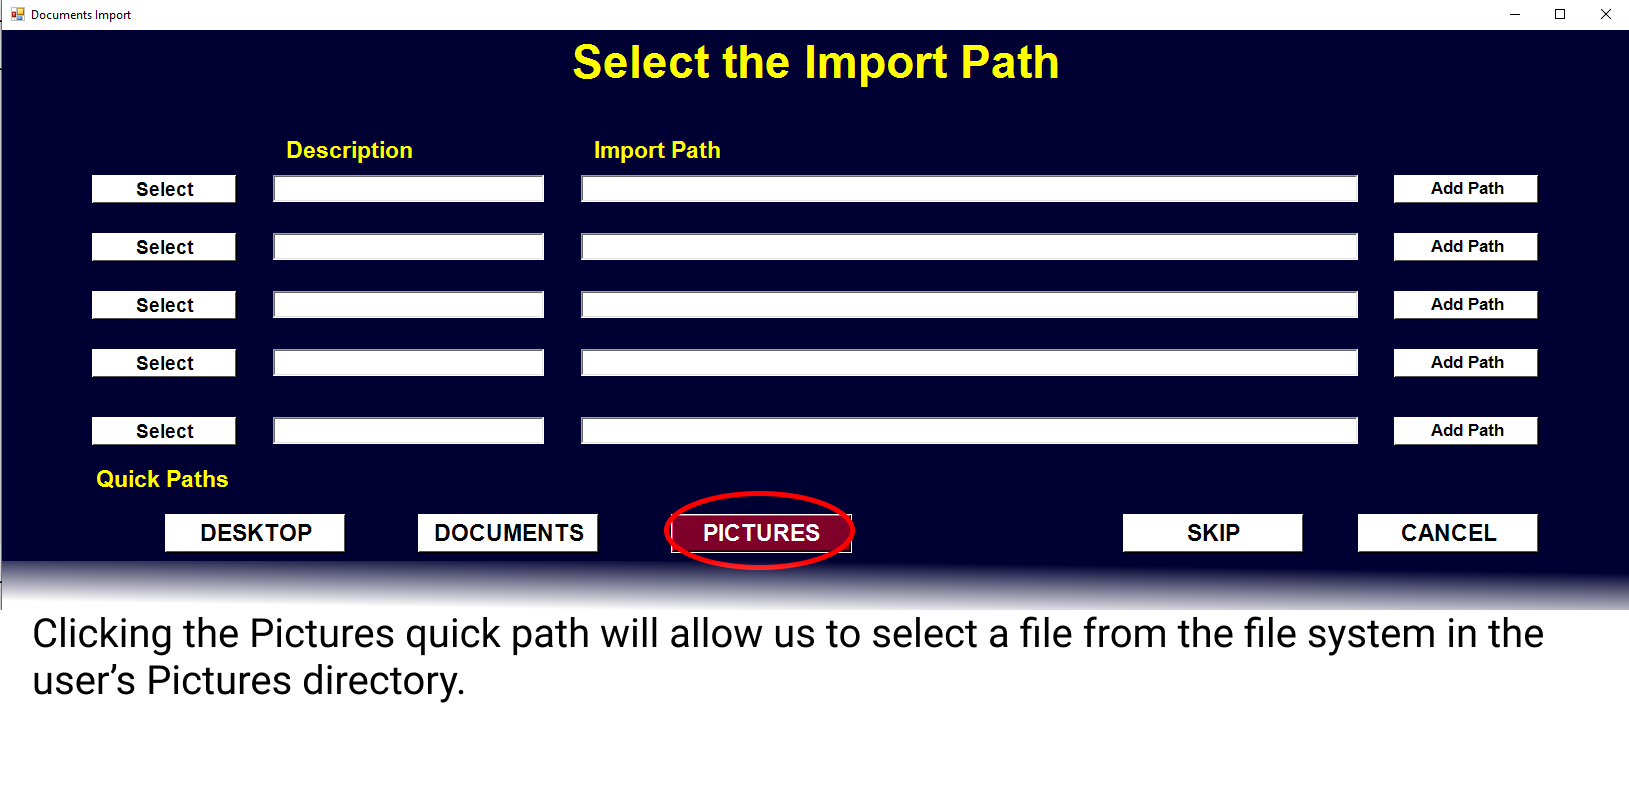 Documents Import
Select the Import Path
Description Import Path
Select Add Path
Select Add Path
Select Add Path
Select Add Path
Select Add Path
Quick Paths
DESKTOP DOCUMENTS PICTURES SKIP CANCEL
Clicking the Pictures quick path will allow us to select a file from the file system in the
user’s Pictures directory.